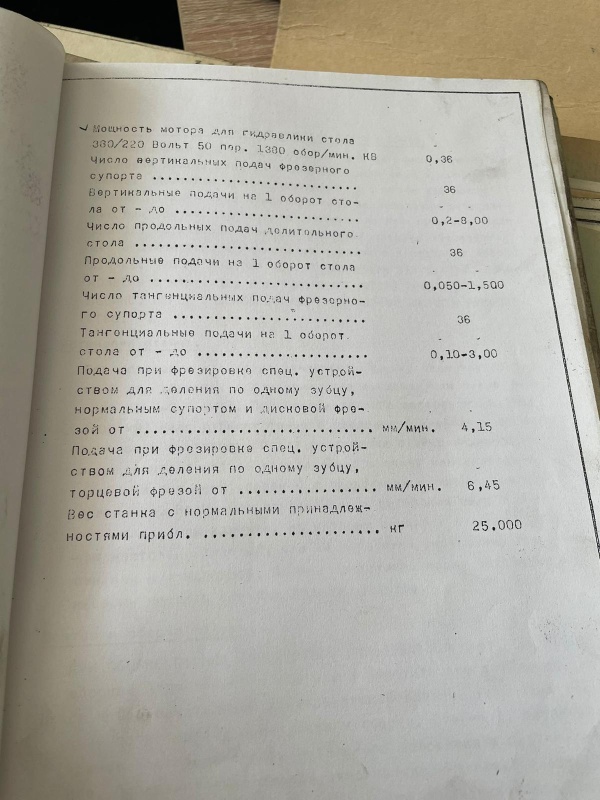 ✓ Мощность мотора для гидравлики стола
380/220 Вольт 50 пер. 1380 обор/мин. КВ 0,36
Число вертикальных подач фрезерного
супорта ............................ 36
Вертикальные подачи на 1 оборот сто-
ла от - до ......................... 0,2-8,00
Число продольных подач делительного
стола .............................. 36
Продольные подачи на 1 оборот стола
от - до ............................ 0,050-1,500
Число тангенциальных подач фрезерно-
го супорта ......................... 36
Тангенциальные подачи на 1 оборот
стола от - до ...................... 0,10-3,00
Подача при фрезировке спец. устрой-
ством для деления по одному зубцу,
нормальным супортом и дисковой фре-
зой от ............................. мм/мин. 4,15
Подача при фрезировке спец. устрой-
ством для деления по одному зубцу,
торцевой фрезой от ................. мм/мин. 6,45
Вес станка с нормальными принадлеж-
ностями прибл. ..................... кг 25.000